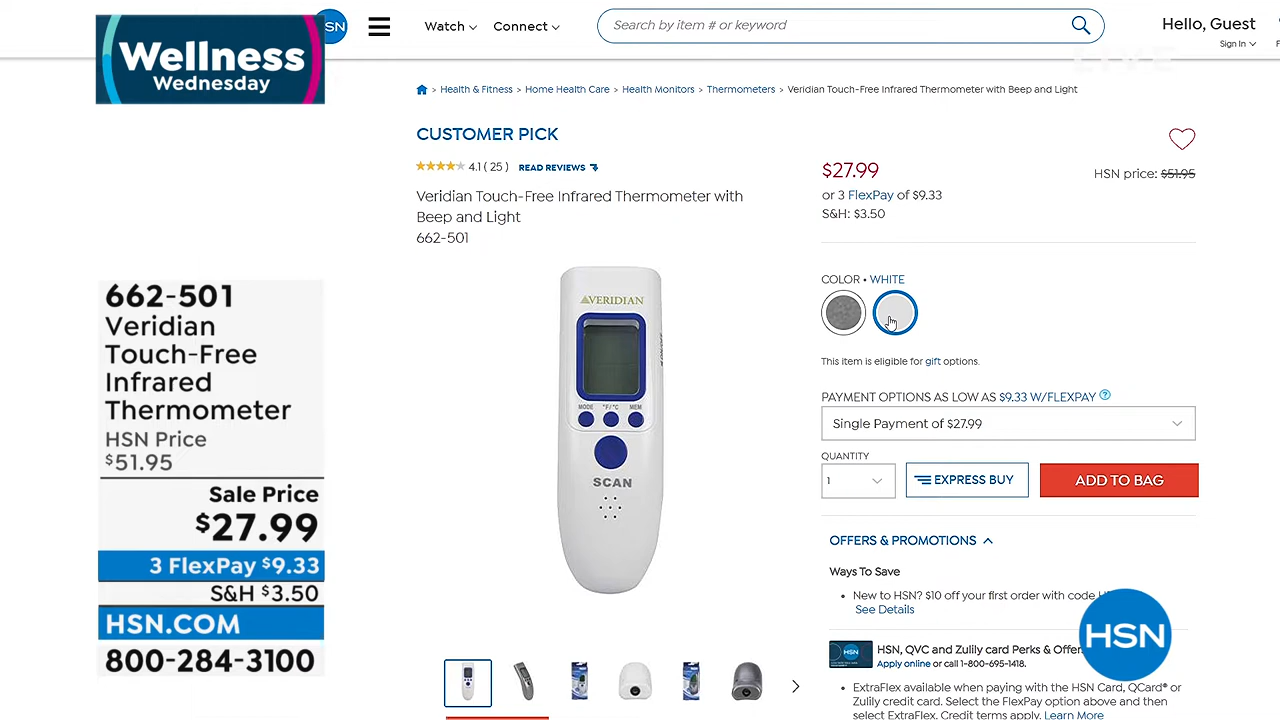 Wellness
Wednesday
SN
Watch
Connect
Search by item # or keyword
Hello, Guest
Sign In
LIVE
> Health & Fitness > Home Health Care > Health Monitors > Thermometers > Veridian Touch-Free Infrared Thermometer with Beep and Light
CUSTOMER PICK
4.1 ( 25 ) READ REVIEWS
Veridian Touch-Free Infrared Thermometer with
Beep and Light
662-501
$27.99
HSN price: $51.95
or 3 FlexPay of $9.33
S&H: $3.50
COLOR • WHITE
This item is eligible for gift options.
PAYMENT OPTIONS AS LOW AS $9.33 W/FLEXPAY ?
Single Payment of $27.99
QUANTITY
1
EXPRESS BUY
ADD TO BAG
OFFERS & PROMOTIONS
Ways To Save
• New to HSN? $10 off your first order with code
See Details
HSN, QVC and Zulily card Perks &
Apply online or call 1-800-695-1418.
• ExtraFlex available when paying with the HSN Card, QCard® or
Zulily credit card. Select the FlexPay option above and then
select ExtraFlex. Credit terms apply. Learn More
HSN
VERIDIAN
MODE °F/°C MEM
SCAN
662-501
Veridian
Touch-Free
Infrared
Thermometer
HSN Price
$51.95
Sale Price
$27.99
3 FlexPay $9.33
S&H $3.50
HSN.COM
800-284-3100